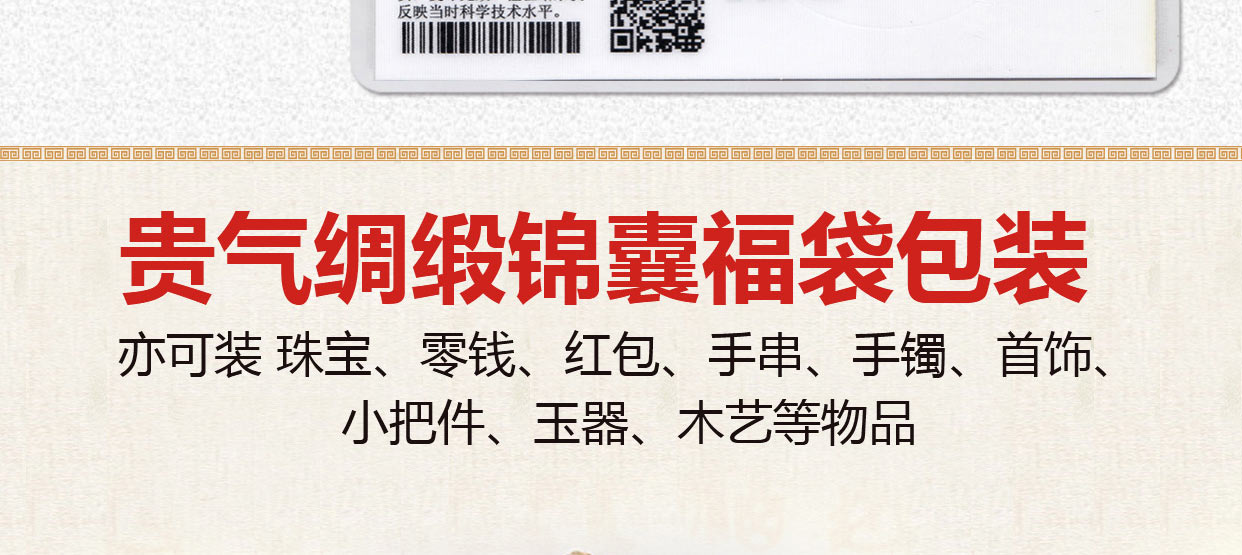 反映当时科学技术水平。
贵气绸缎锦囊福袋包装
亦可装 珠宝、零钱、红包、手串、手镯、首饰、
小把件、玉器、木艺等物品